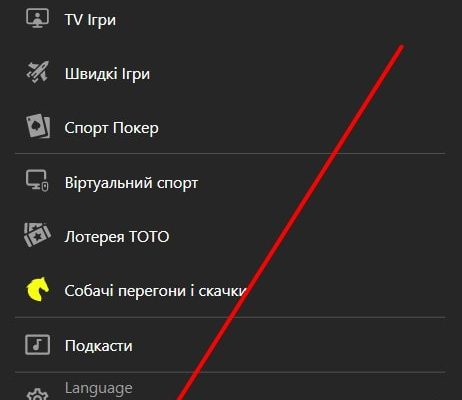 TV Ігри
Швидкі Ігри
Спорт Покер
Віртуальний спорт
Лотерея ТОТО
Собачі перегони і скачки
Подкасти
Language